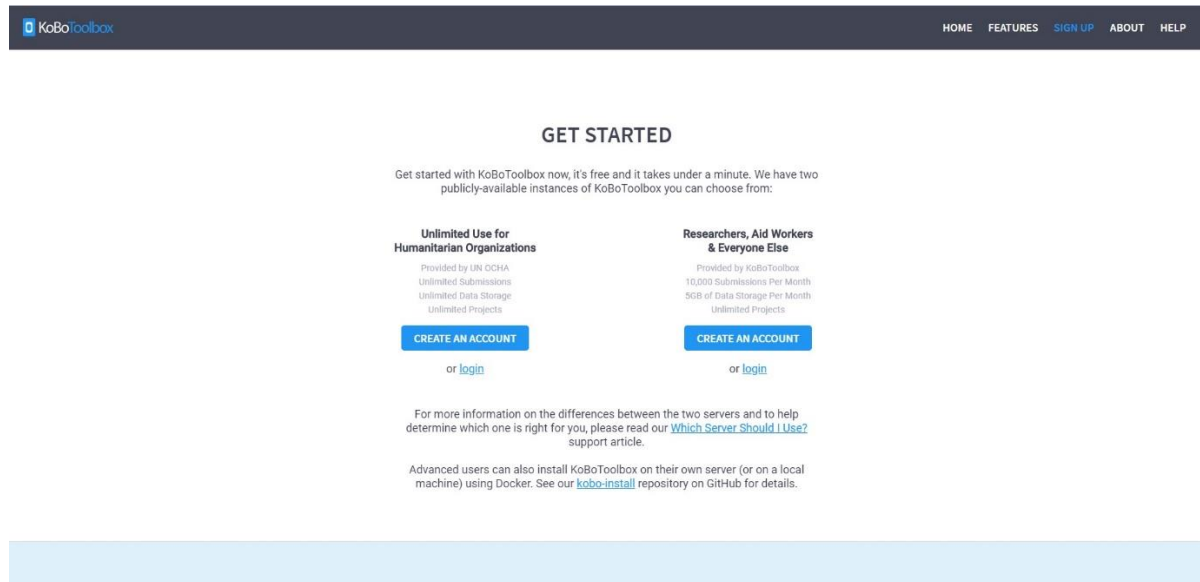 KoBoToolbox
HOME FEATURES SIGN UP ABOUT HELP
GET STARTED
Get started with KoBoToolbox now, it's free and it takes under a minute. We have two
publicly-available instances of KoBoToolbox you can choose from:
Unlimited Use for
Humanitarian Organizations
Provided by UN OCHA
Unlimited Submissions
Unlimited Data Storage
Unlimited Projects
CREATE AN ACCOUNT
or login
Researchers, Aid Workers
& Everyone Else
Provided by KoBoToolbox
10,000 Submissions Per Month
5GB of Data Storage Per Month
Unlimited Projects
CREATE AN ACCOUNT
or login
For more information on the differences between the two servers and to help
determine which one is right for you, please read our Which Server Should I Use?
support article.
Advanced users can also install KoBoToolbox on their own server (or on a local
machine) using Docker. See our kobo-install repository on GitHub for details.